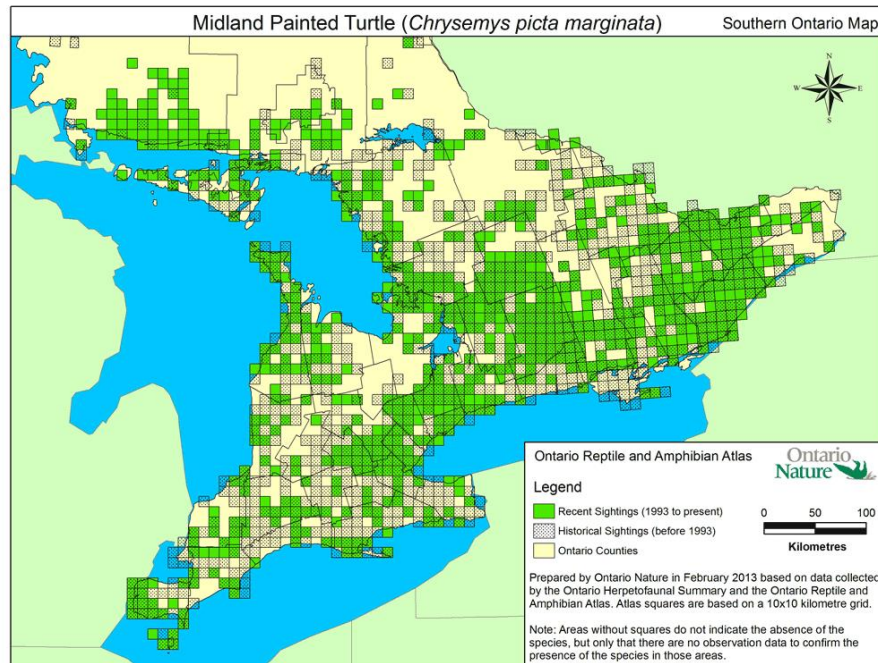 Midland Painted Turtle (Chrysemys picta marginata)
Southern Ontario Map
N
W
E
S
Ontario Reptile and Amphibian Atlas
Ontario
Nature
Legend
Recent Sightings (1993 to present)
Historical Sightings (before 1993)
Ontario Counties
0 50 100
Kilometres
Prepared by Ontario Nature in February 2013 based on data collected
by the Ontario Herpetofaunal Summary and the Ontario Reptile and
Amphibian Atlas. Atlas squares are based on a 10x10 kilometre grid.
Note: Areas without squares do not indicate the absence of the
species, but only that there are no observation data to confirm the
presence of the species in those areas.